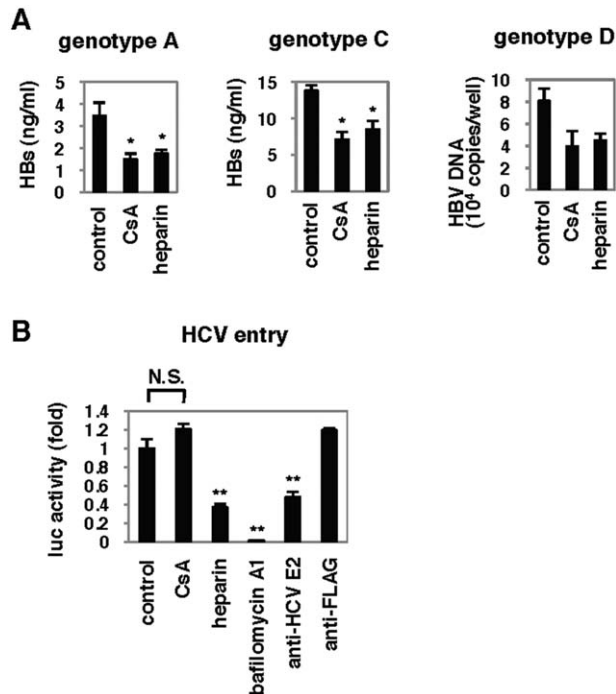 A
genotype A
genotype C
genotype D
HBs (ng/ml)
5
4
3
2
1
0
*
*
control
CsA
heparin
HBs (ng/ml)
15
10
5
0
*
*
control
CsA
heparin
HBV DNA
(10⁴ copies/well)
10
8
6
4
2
0
control
CsA
heparin
B
HCV entry
N.S.
luc activity (fold)
1.4
1.2
1
0.8
0.6
0.4
0.2
0
**
**
**
control
CsA
heparin
bafilomycin A1
anti-HCV E2
anti-FLAG